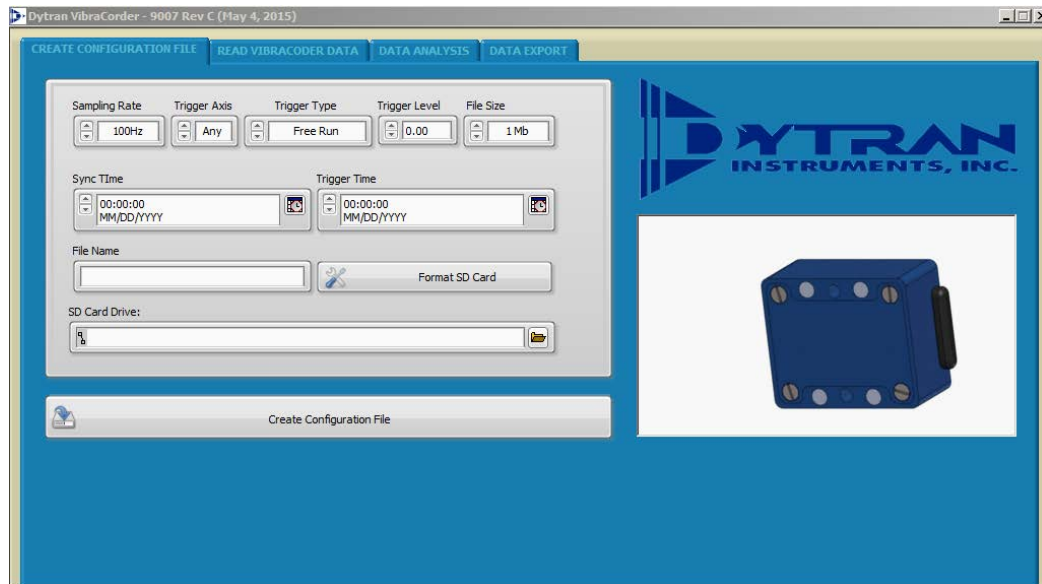 Dytran VibraCorder - 9007 Rev C (May 4, 2015)
CREATE CONFIGURATION FILE READ VIBRACODER DATA DATA ANALYSIS DATA EXPORT
Sampling Rate Trigger Axis Trigger Type Trigger Level File Size
100Hz Any Free Run 0.00 1 Mb
Sync TIme Trigger Time
00:00:00 00:00:00
MM/DD/YYYY MM/DD/YYYY
File Name
Format SD Card
SD Card Drive:
Create Configuration File
DYTRAN
INSTRUMENTS, INC.